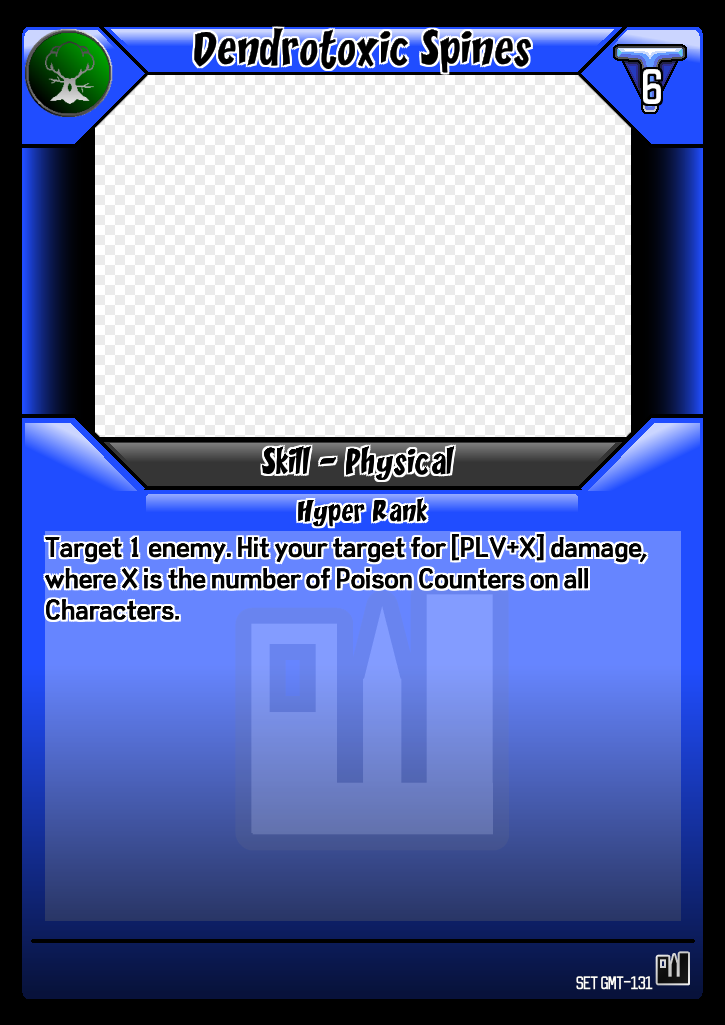 Dendrotoxic Spines
6
Skill - Physical
Hyper Rank
Target 1 enemy. Hit your target for [PLV+X] damage,
where X is the number of Poison Counters on all
Characters.
SET GMT-131